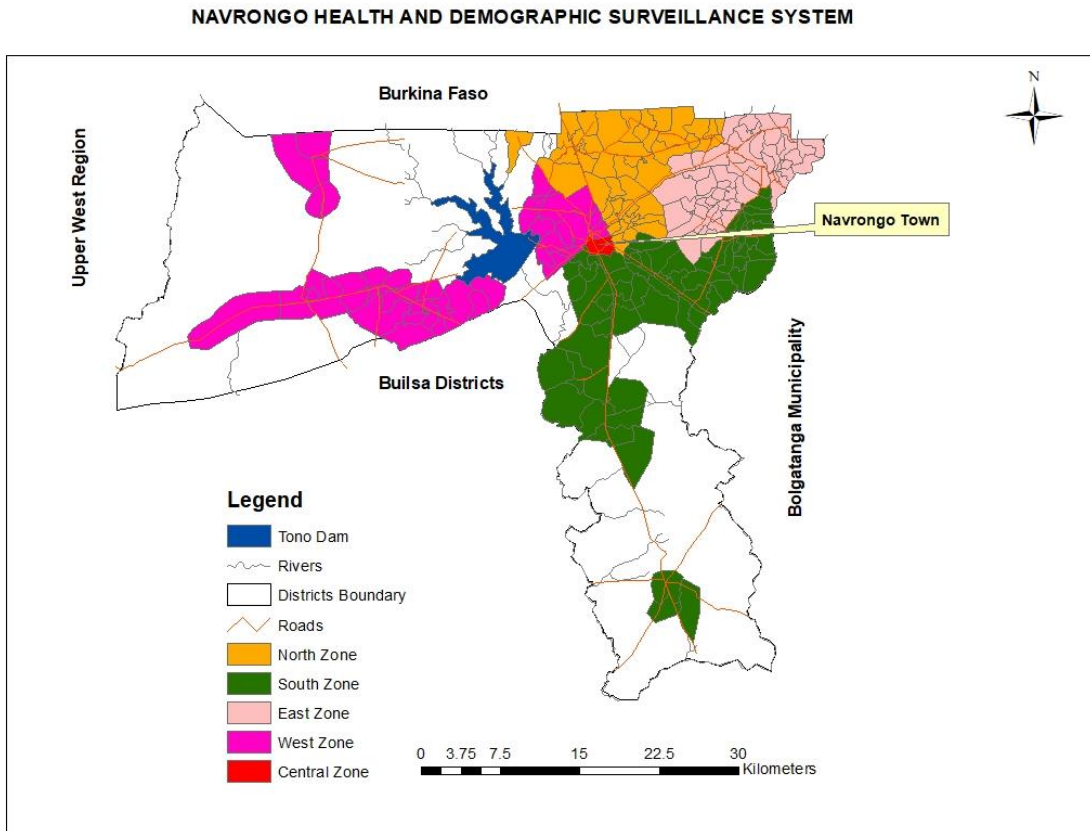 NAVRONGO HEALTH AND DEMOGRAPHIC SURVEILLANCE SYSTEM
N
Burkina Faso
Upper West Region
Navrongo Town
Builsa Districts
Bolgatanga Municipality
Legend
Tono Dam
Rivers
Districts Boundary
Roads
North Zone
South Zone
East Zone
West Zone
Central Zone
0 3.75 7.5 15 22.5 30
Kilometers